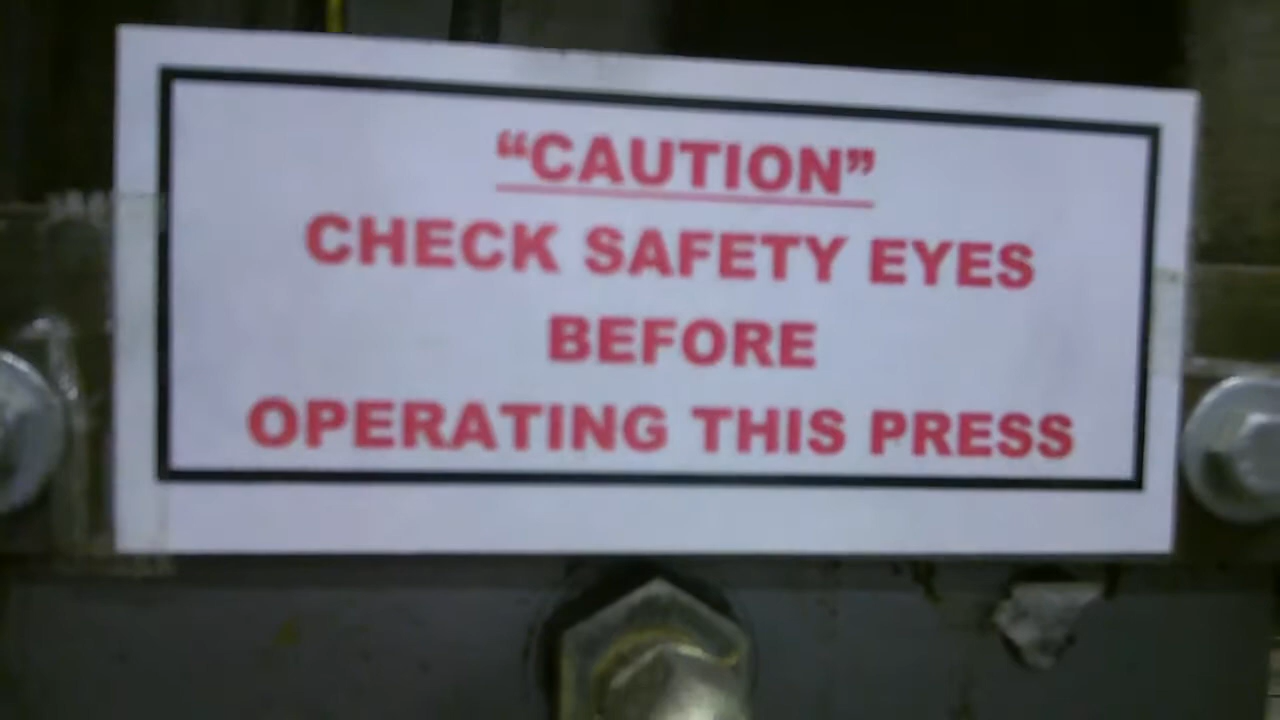 “CAUTION”
CHECK SAFETY EYES
BEFORE
OPERATING THIS PRESS